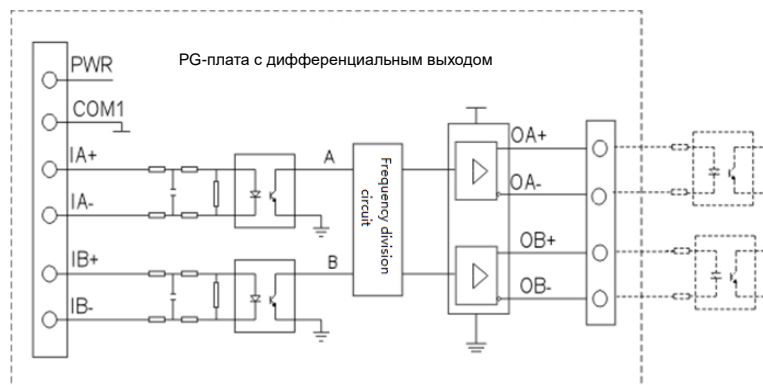 PG-плата с дифференциальным выходом
PWR
COM1
IA+
IA-
IB+
IB-
A
B
Frequency division
circuit
OA+
OA-
OB+
OB-